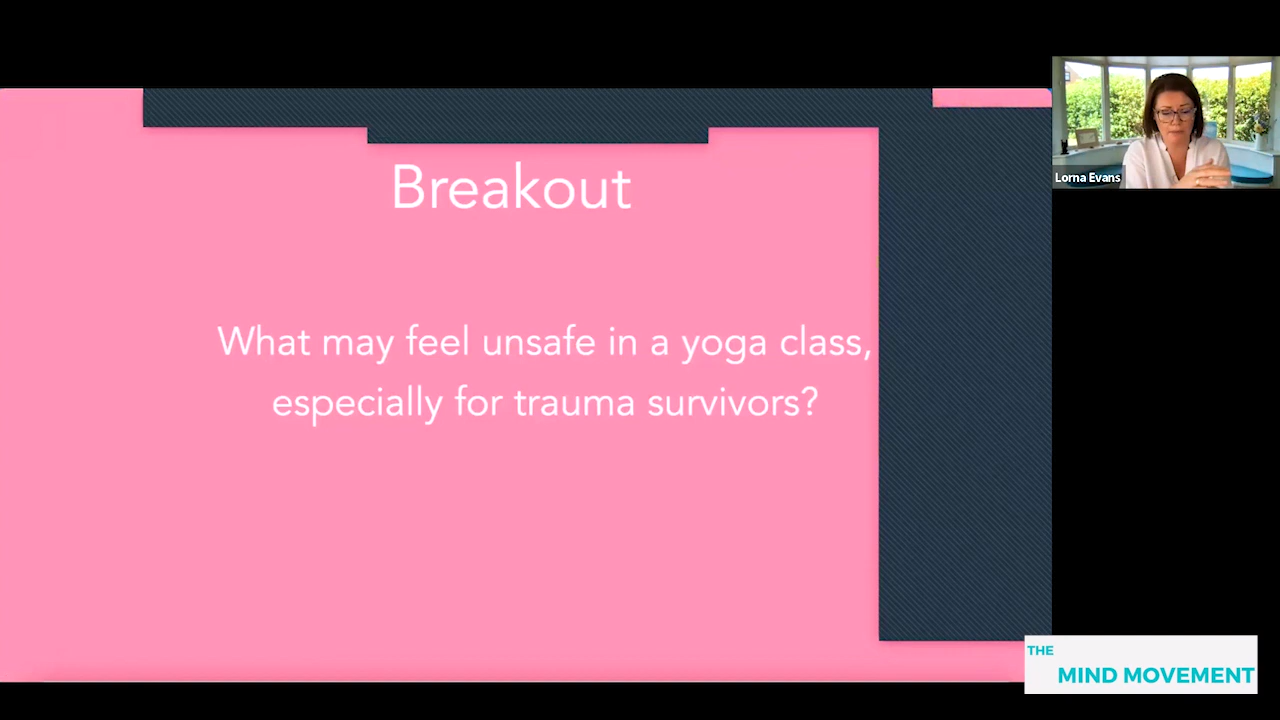 Breakout
What may feel unsafe in a yoga class,
especially for trauma survivors?
Lorna Evans
THE
MIND MOVEMENT